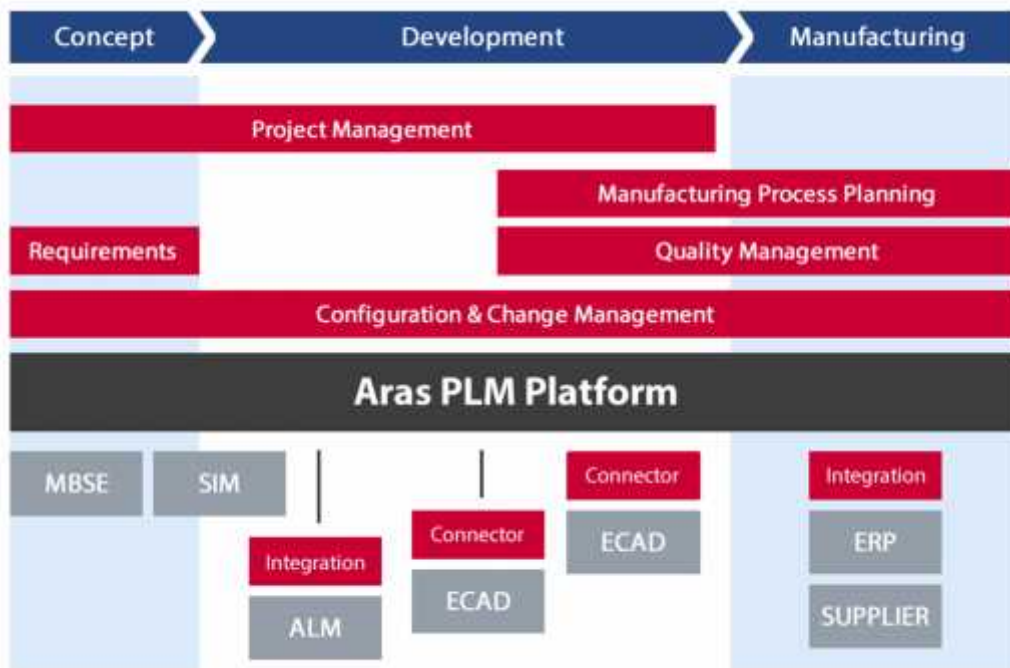 Concept
Development
Manufacturing
Project Management
Manufacturing Process Planning
Requirements
Quality Management
Configuration & Change Management
Aras PLM Platform
MBSE
SIM
Integration
ALM
Connector
ECAD
Connector
ECAD
Integration
ERP
SUPPLIER